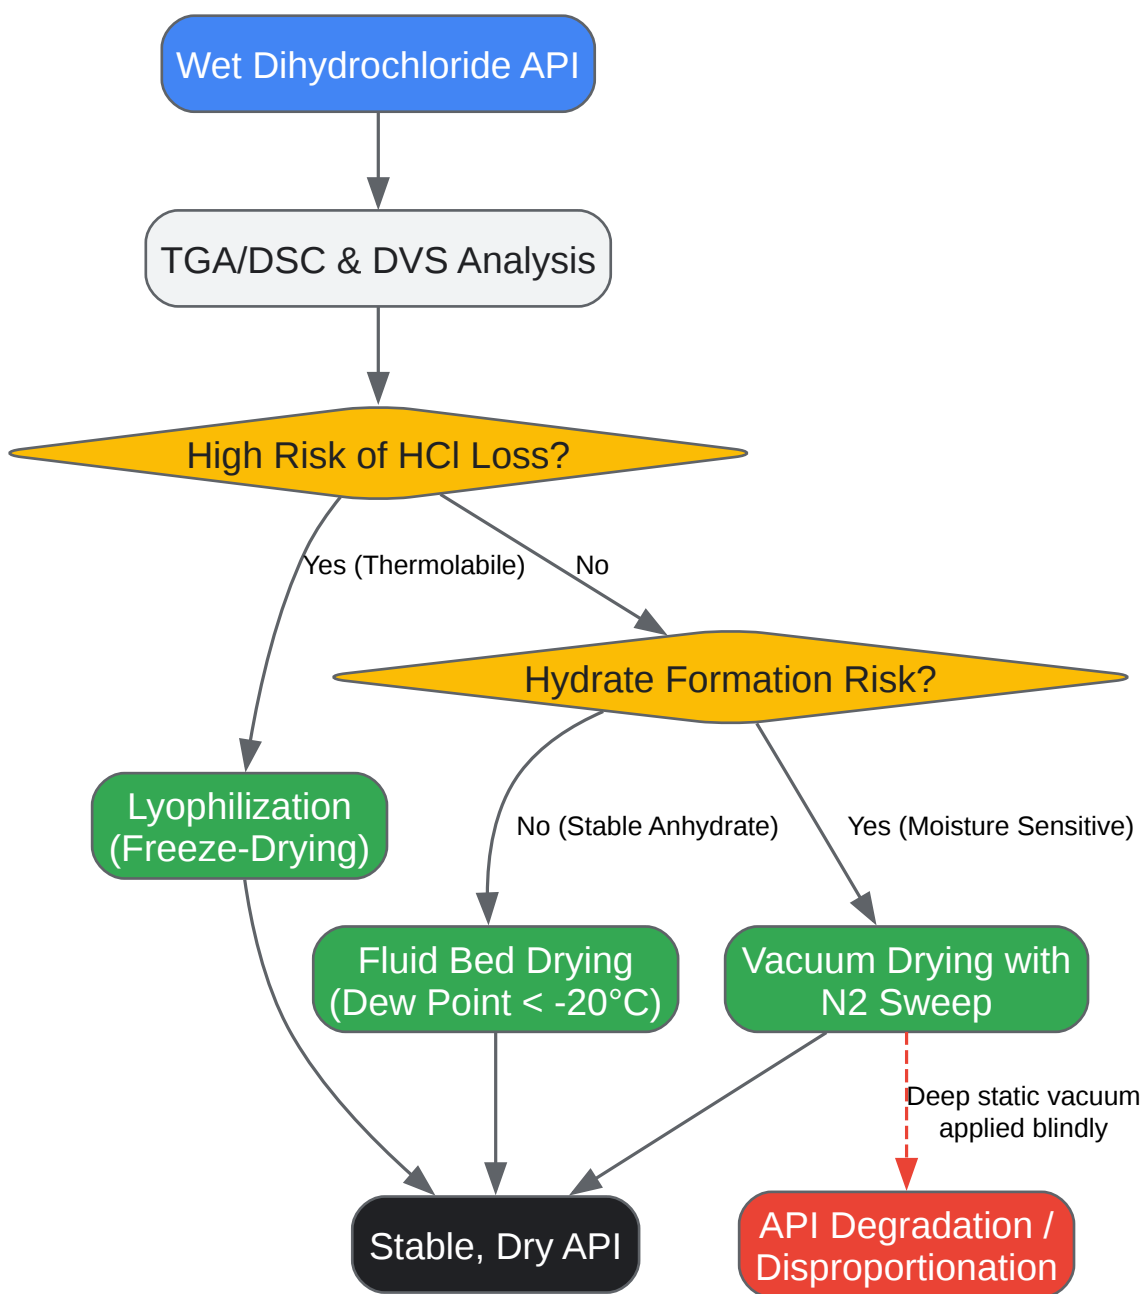 Wet Dihydrochloride API
TGA/DSC & DVS Analysis
High Risk of HCl Loss?
Yes (Thermolabile)
No
Hydrate Formation Risk?
Lyophilization
(Freeze-Drying)
No (Stable Anhydrate)
Yes (Moisture Sensitive)
Fluid Bed Drying
(Dew Point < -20°C)
Vacuum Drying with
N2 Sweep
Deep static vacuum
applied blindly
Stable, Dry API
API Degradation /
Disproportionation